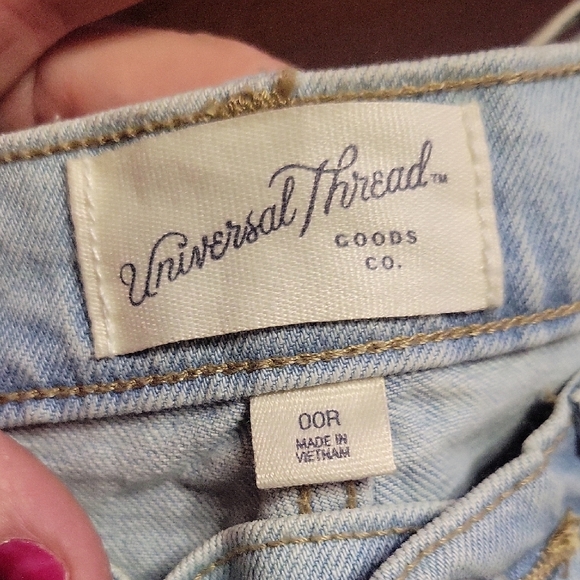 Universal Thread™
GOODS
CO.
00R
MADE IN
VIETNAM